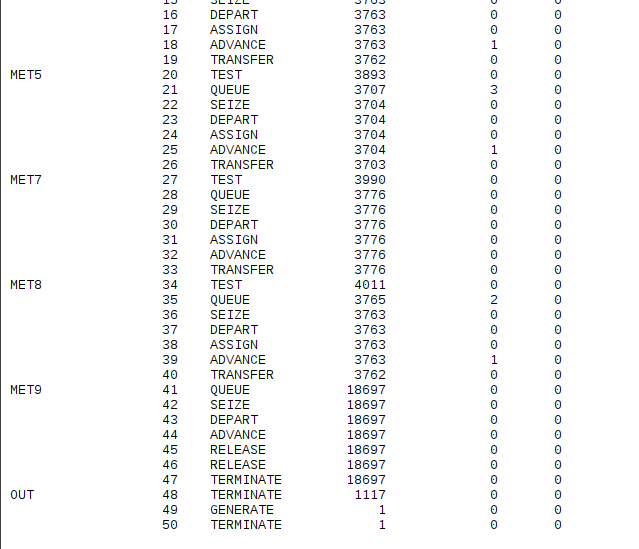 15 SEIZE 3763 0 0
16 DEPART 3763 0 0
17 ASSIGN 3763 0 0
18 ADVANCE 3763 1 0
19 TRANSFER 3762 0 0
MET5 20 TEST 3893 0 0
21 QUEUE 3707 3 0
22 SEIZE 3704 0 0
23 DEPART 3704 0 0
24 ASSIGN 3704 0 0
25 ADVANCE 3704 1 0
26 TRANSFER 3703 0 0
MET7 27 TEST 3990 0 0
28 QUEUE 3776 0 0
29 SEIZE 3776 0 0
30 DEPART 3776 0 0
31 ASSIGN 3776 0 0
32 ADVANCE 3776 0 0
33 TRANSFER 3776 0 0
MET8 34 TEST 4011 0 0
35 QUEUE 3765 2 0
36 SEIZE 3763 0 0
37 DEPART 3763 0 0
38 ASSIGN 3763 0 0
39 ADVANCE 3763 1 0
40 TRANSFER 3762 0 0
MET9 41 QUEUE 18697 0 0
42 SEIZE 18697 0 0
43 DEPART 18697 0 0
44 ADVANCE 18697 0 0
45 RELEASE 18697 0 0
46 RELEASE 18697 0 0
47 TERMINATE 18697 0 0
OUT 48 TERMINATE 1117 0 0
49 GENERATE 1 0 0
50 TERMINATE 1 0 0